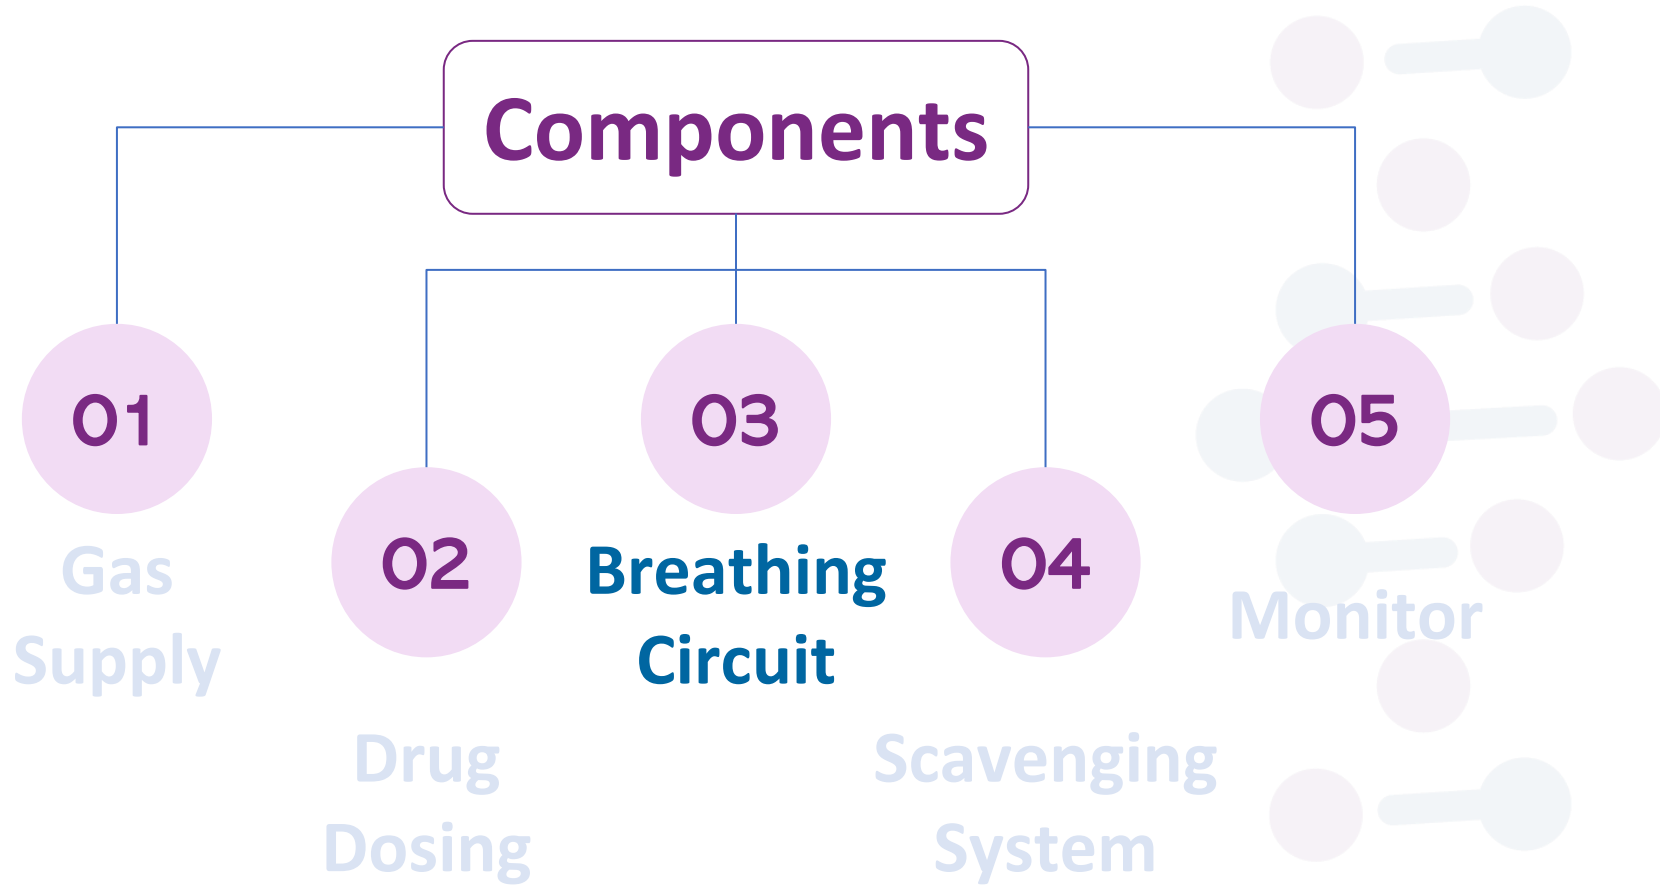 Components
01
Gas
Supply
02
Drug
Dosing
03
Breathing
Circuit
04
Scavenging
System
05
Monitor